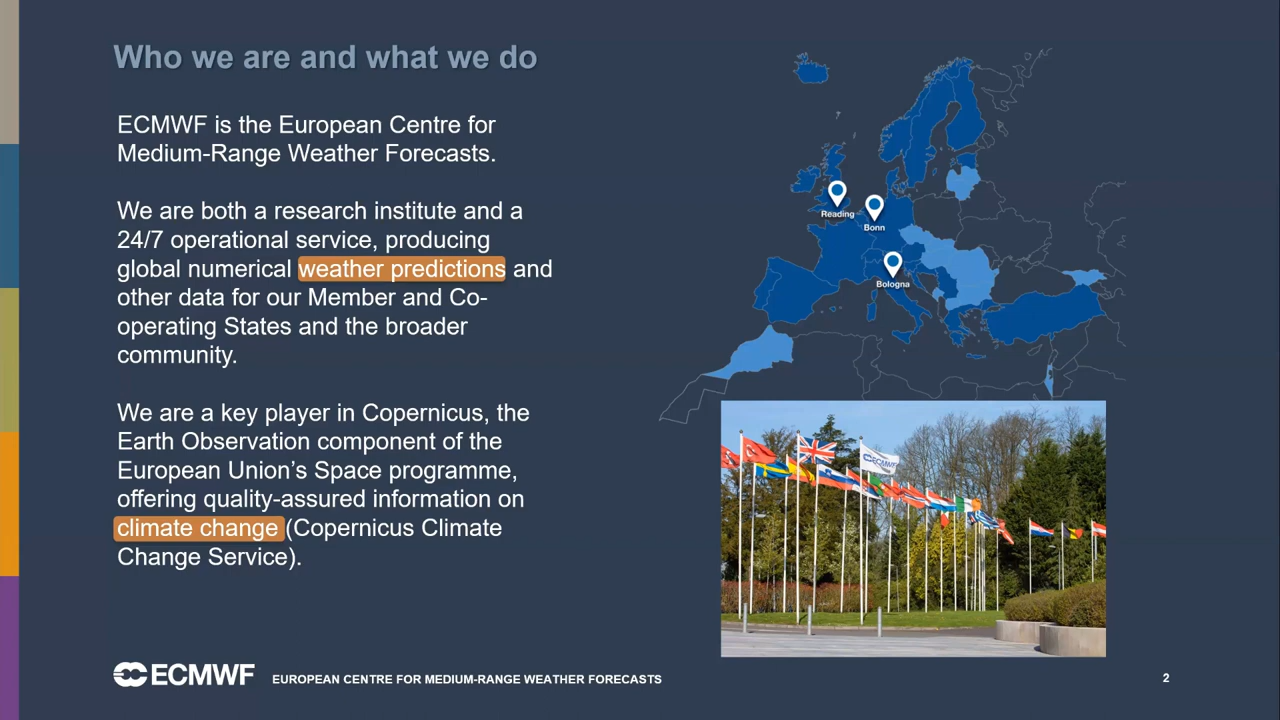 Who we are and what we do
ECMWF is the European Centre for
Medium-Range Weather Forecasts.
We are both a research institute and a
24/7 operational service, producing
global numerical weather predictions and
other data for our Member and Co-
operating States and the broader
community.
We are a key player in Copernicus, the
Earth Observation component of the
European Union’s Space programme,
offering quality-assured information on
climate change (Copernicus Climate
Change Service).
Reading
Bonn
Bologna
ECMWF
ECMWF
EUROPEAN CENTRE FOR MEDIUM-RANGE WEATHER FORECASTS
2